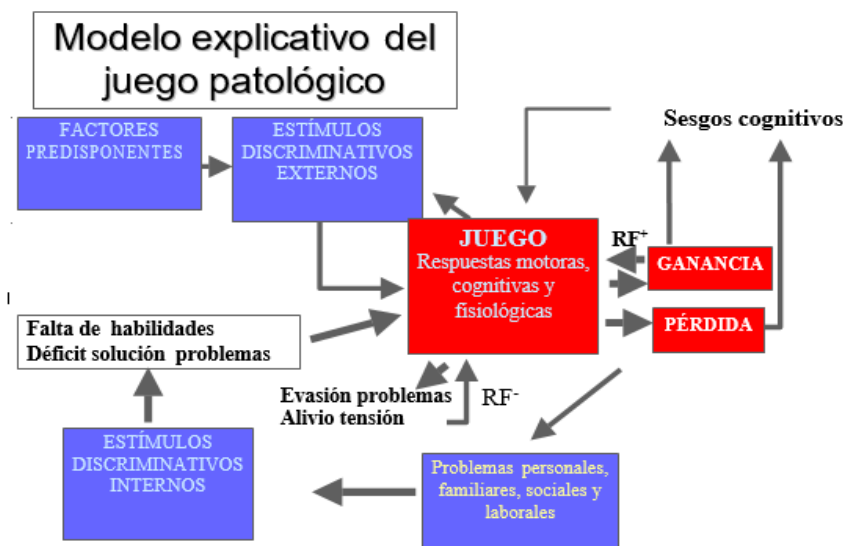 Modelo explicativo del
juego patológico
FACTORES
PREDISPONENTES
ESTÍMULOS
DISCRIMINATIVOS
EXTERNOS
Sesgos cognitivos
JUEGO
Respuestas motoras,
cognitivas y
fisiológicas
RF+
GANANCIA
PÉRDIDA
Falta de habilidades
Déficit solución problemas
Evasión problemas
Alivio tensión
RF-
ESTÍMULOS
DISCRIMINATIVOS
INTERNOS
Problemas personales,
familiares, sociales y
laborales